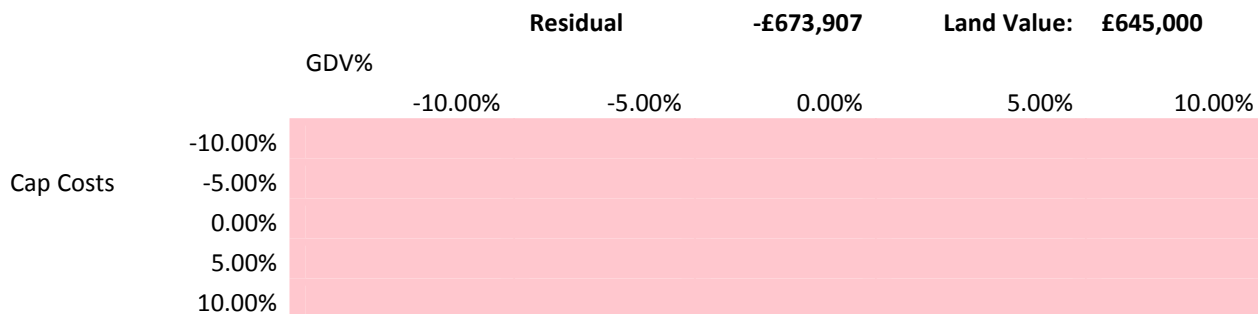 Residual -£673,907 Land Value: £645,000
GDV%
-10.00% -5.00% 0.00% 5.00% 10.00%
-10.00%
Cap Costs -5.00%
0.00%
5.00%
10.00%